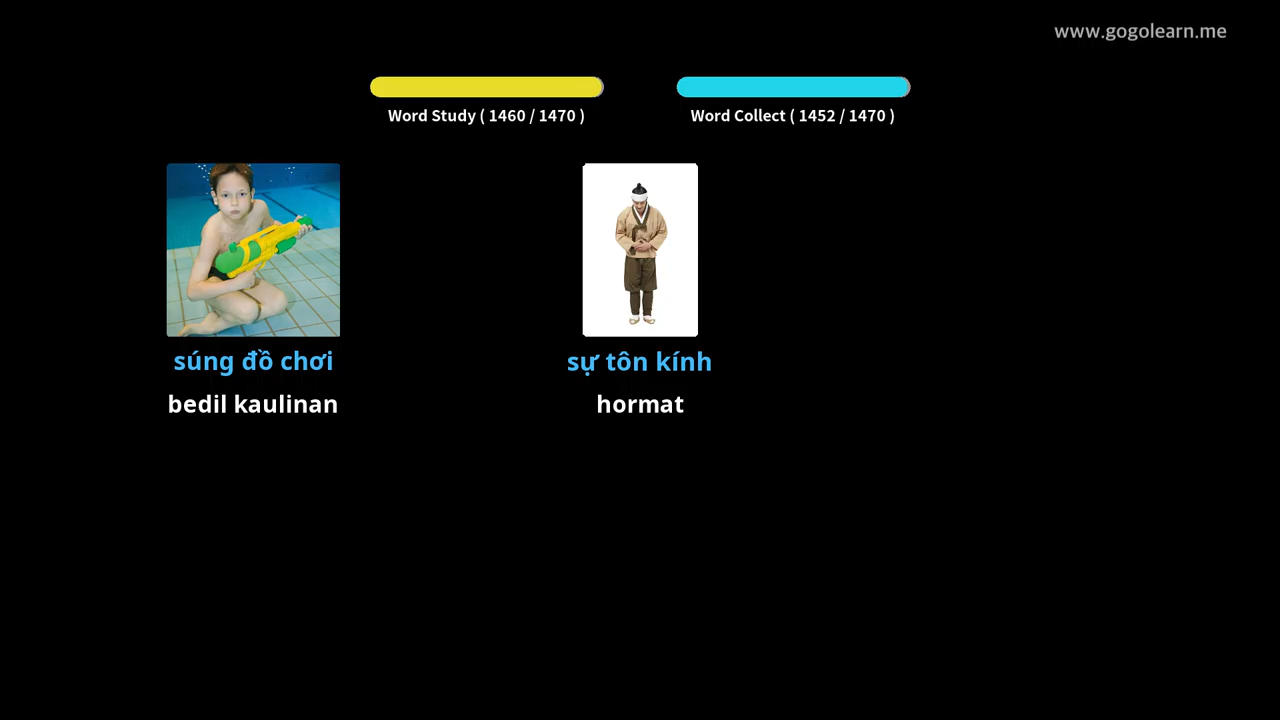 www.gogolearn.me
Word Study ( 1460 / 1470 )
Word Collect ( 1452 / 1470 )
súng đồ chơi
bedil kaulinan
sự tôn kính
hormat